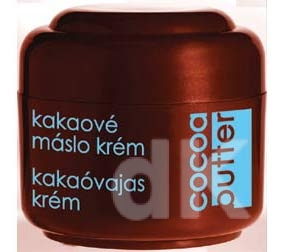 kakaové
máslo krém
kakaóvajas
krém
cocoa
butter
dk